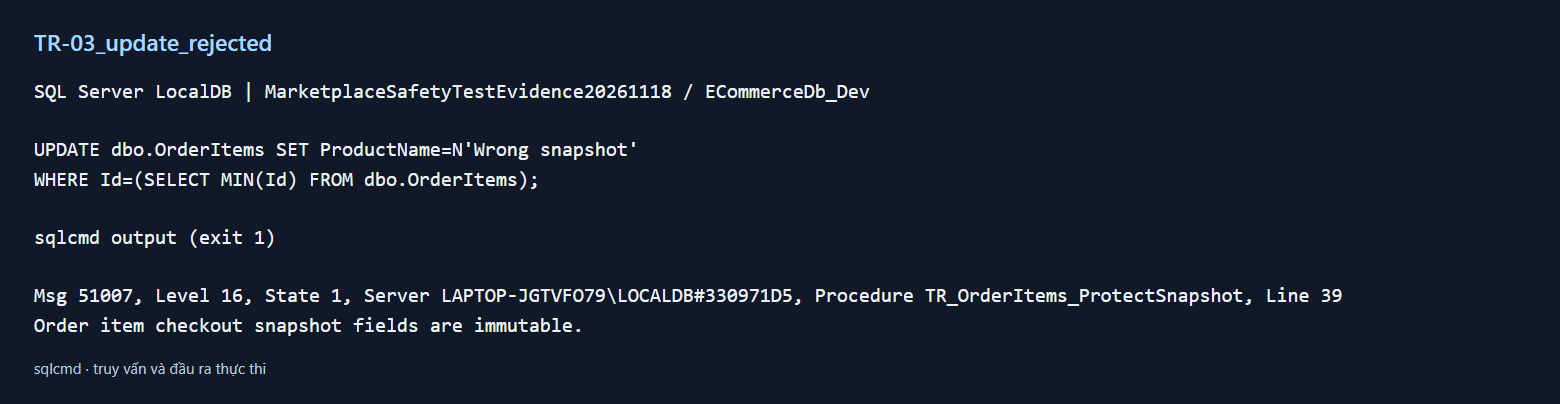 TR-03_update_rejected
SQL Server LocalDB | MarketplaceSafetyTestEvidence20261118 / ECommerceDb_Dev
UPDATE dbo.OrderItems SET ProductName=N'Wrong snapshot'
WHERE Id=(SELECT MIN(Id) FROM dbo.OrderItems);
sqlcmd output (exit 1)
Msg 51007, Level 16, State 1, Server LAPTOP-JGTVFO79\LOCALDB#330971D5, Procedure TR_OrderItems_ProtectSnapshot, Line 39
Order item checkout snapshot fields are immutable.
sqlcmd · truy vấn và đầu ra thực thi